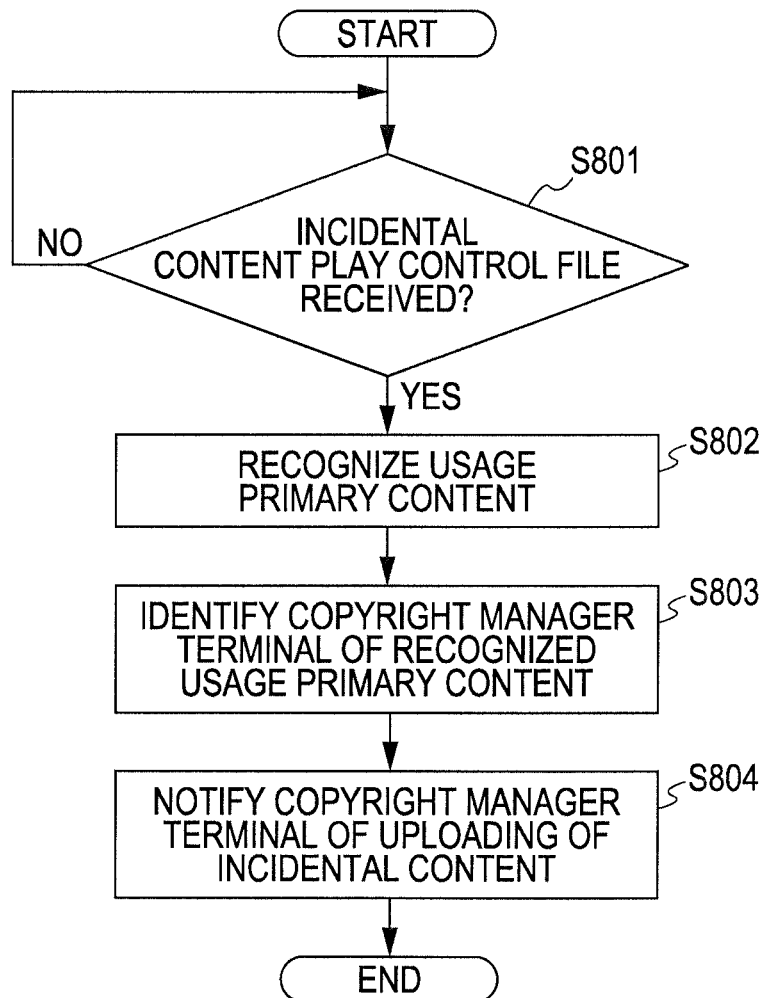 START
S801
INCIDENTAL
CONTENT PLAY CONTROL FILE
RECEIVED?
NO
YES
S802
RECOGNIZE USAGE
PRIMARY CONTENT
S803
IDENTIFY COPYRIGHT MANAGER
TERMINAL OF RECOGNIZED
USAGE PRIMARY CONTENT
S804
NOTIFY COPYRIGHT MANAGER
TERMINAL OF UPLOADING OF
INCIDENTAL CONTENT
END